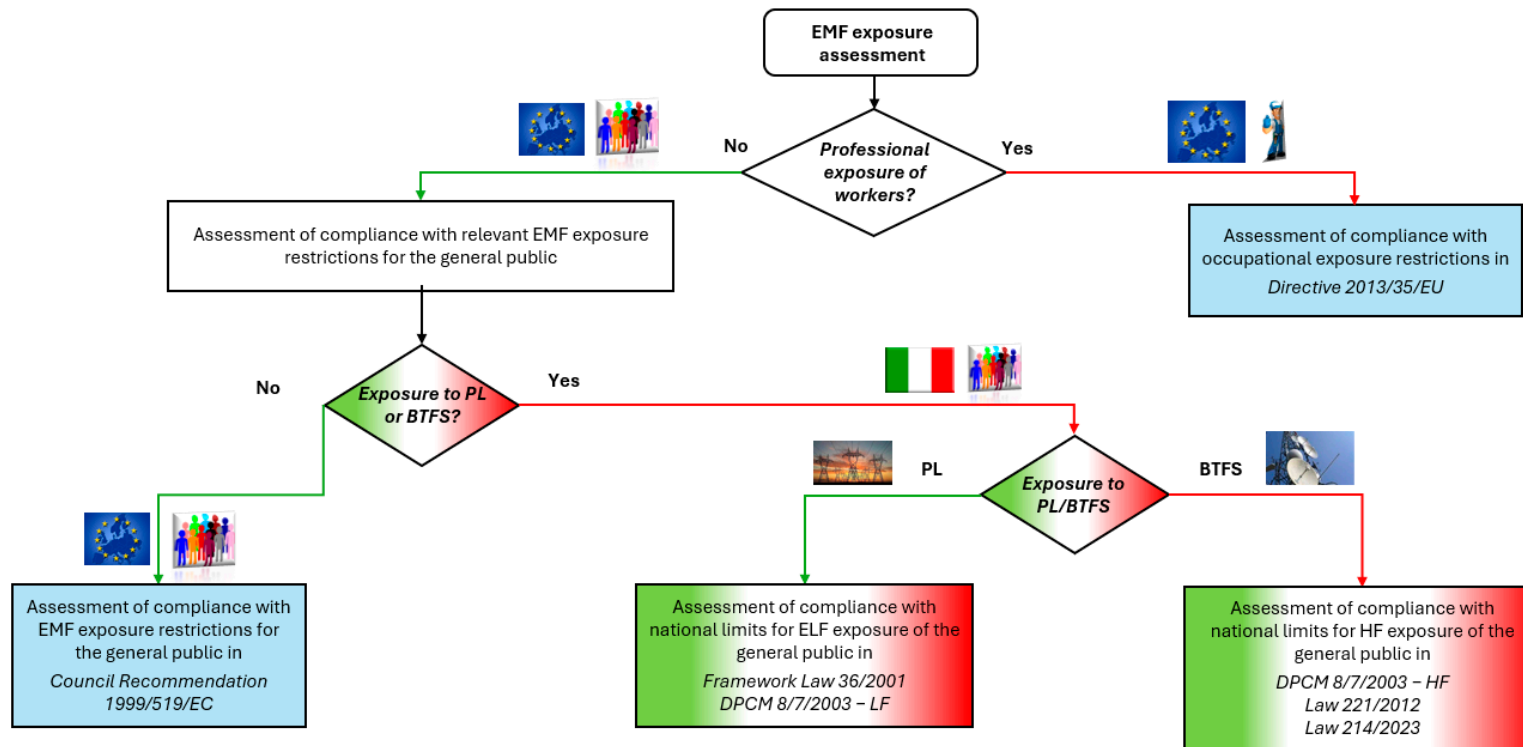 EMF exposure
assessment
No
Professional
exposure of
workers?
Yes
Assessment of compliance with relevant EMF exposure
restrictions for the general public
Assessment of compliance with
occupational exposure restrictions in
Directive 2013/35/EU
No
Exposure to PL
or BTFS?
Yes
PL
Exposure to
PL/BTFS
BTFS
Assessment of compliance with
EMF exposure restrictions for
the general public in
Council Recommendation
1999/519/EC
Assessment of compliance with
national limits for ELF exposure of the
general public in
Framework Law 36/2001
DPCM 8/7/2003 – LF
Assessment of compliance with
national limits for HF exposure of the
general public in
DPCM 8/7/2003 – HF
Law 221/2012
Law 214/2023